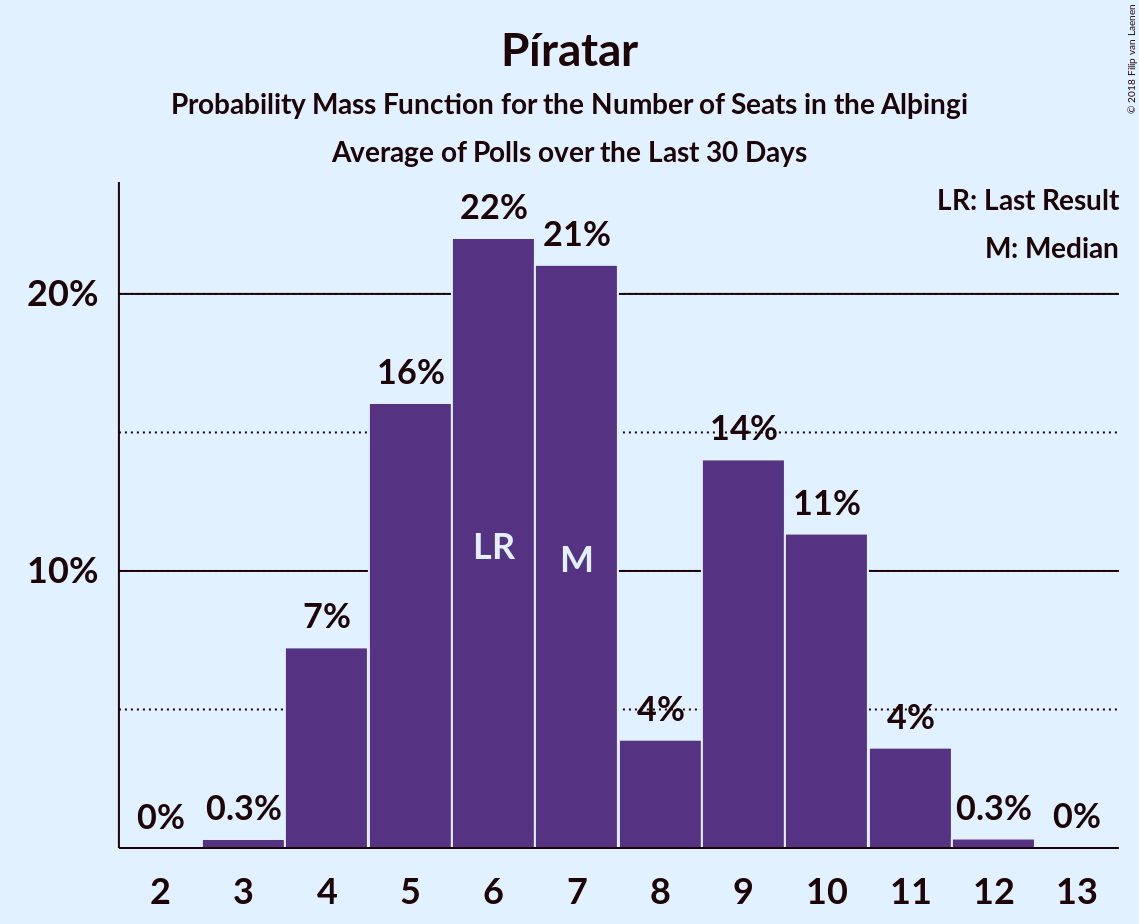 Píratar
Probability Mass Function for the Number of Seats in the Alþingi
Average of Polls over the Last 30 Days
© 2018 Filip van Laenen
LR: Last Result
M: Median
20%
10%
0%
0.3%
7%
16%
22%
21%
4%
14%
11%
4%
0.3%
0%
LR
M
2 3 4 5 6 7 8 9 10 11 12 13